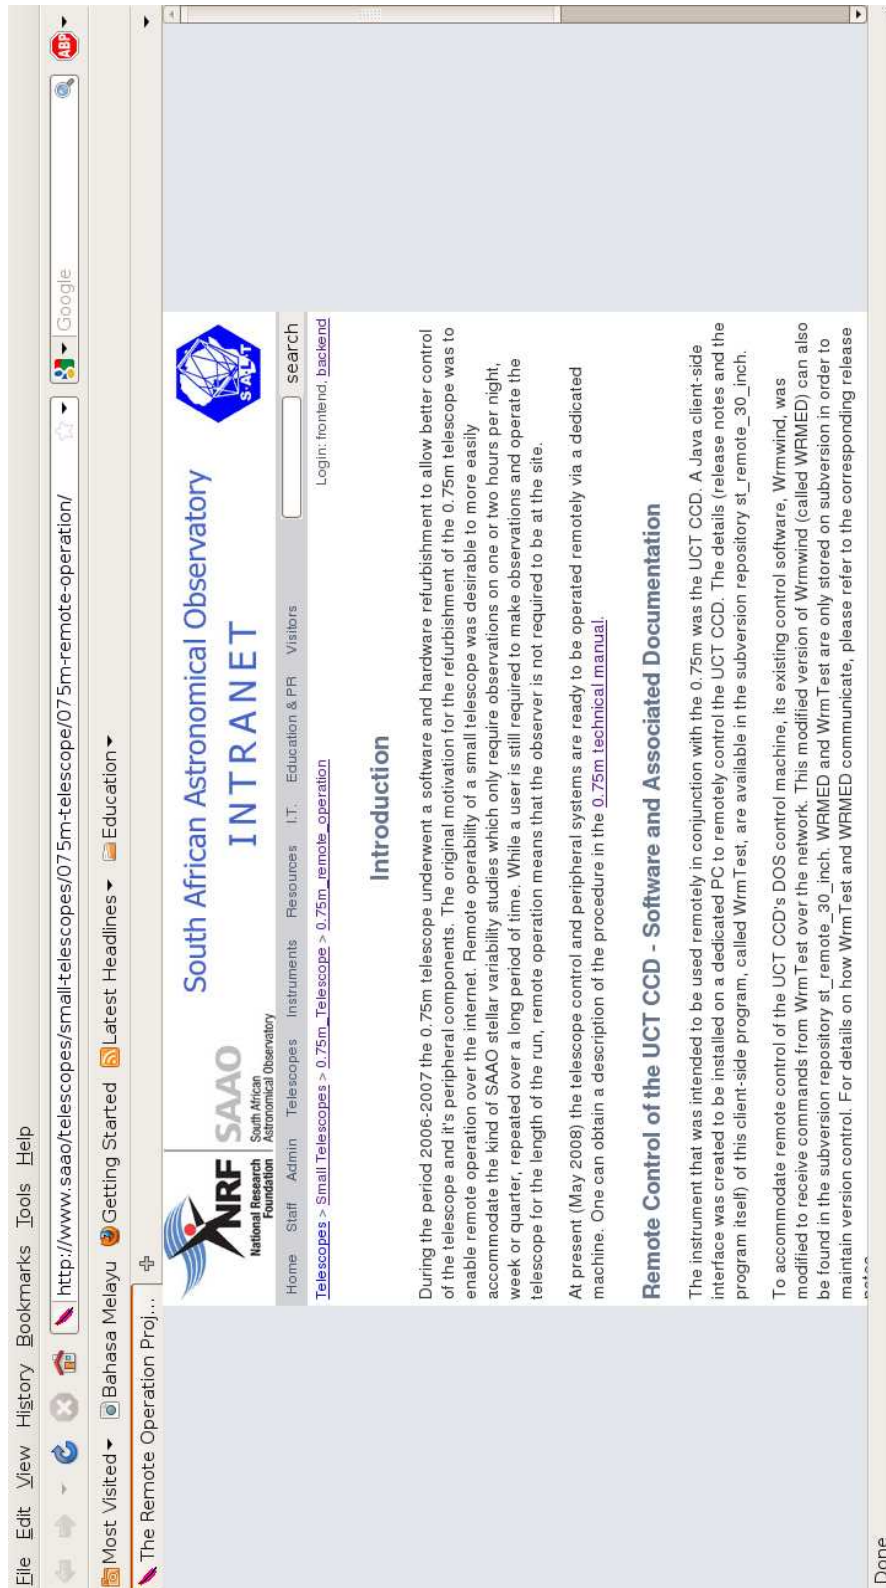 File Edit View History Bookmarks Tools Help
http://www.saao/telescopes/small-telescopes/075m-telescope/075m-remote-operation/
Google
ABP
Most Visited Bahasa Melayu Getting Started Latest Headlines Education
The Remote Operation Proj...
NRF
National Research
Foundation
SAAO
South African
Astronomical Observatory
South African Astronomical Observatory
INTRANET
S·A·L·T
Home Staff Admin Telescopes Instruments Resources I.T. Education & PR Visitors search
Telescopes > Small Telescopes > 0.75m_Telescope > 0.75m_remote_operation Login: frontend, backend
Introduction
During the period 2006-2007 the 0.75m telescope underwent a software and hardware refurbishment to allow better control
of the telescope and it's peripheral components. The original motivation for the refurbishment of the 0.75m telescope was to
enable remote operation over the internet. Remote operability of a small telescope was desirable to more easily
accommodate the kind of SAAO stellar variability studies which only require observations on one or two hours per night,
week or quarter, repeated over a long period of time. While a user is still required to make observations and operate the
telescope for the length of the run, remote operation means that the observer is not required to be at the site.
At present (May 2008) the telescope control and peripheral systems are ready to be operated remotely via a dedicated
machine. One can obtain a description of the procedure in the 0.75m technical manual.
Remote Control of the UCT CCD - Software and Associated Documentation
The instrument that was intended to be used remotely in conjunction with the 0.75m was the UCT CCD. A Java client-side
interface was created to be installed on a dedicated PC to remotely control the UCT CCD. The details (release notes and the
program itself) of this client-side program, called WrmTest, are available in the subversion repository st_remote_30_inch.
To accommodate remote control of the UCT CCD's DOS control machine, its existing control software, Wrmwind, was
modified to receive commands from WrmTest over the network. This modified version of Wrmwind (called WRMED) can also
be found in the subversion repository st_remote_30_inch. WRMED and WrmTest are only stored on subversion in order to
maintain version control. For details on how WrmTest and WRMED communicate, please refer to the corresponding release
notes
Done